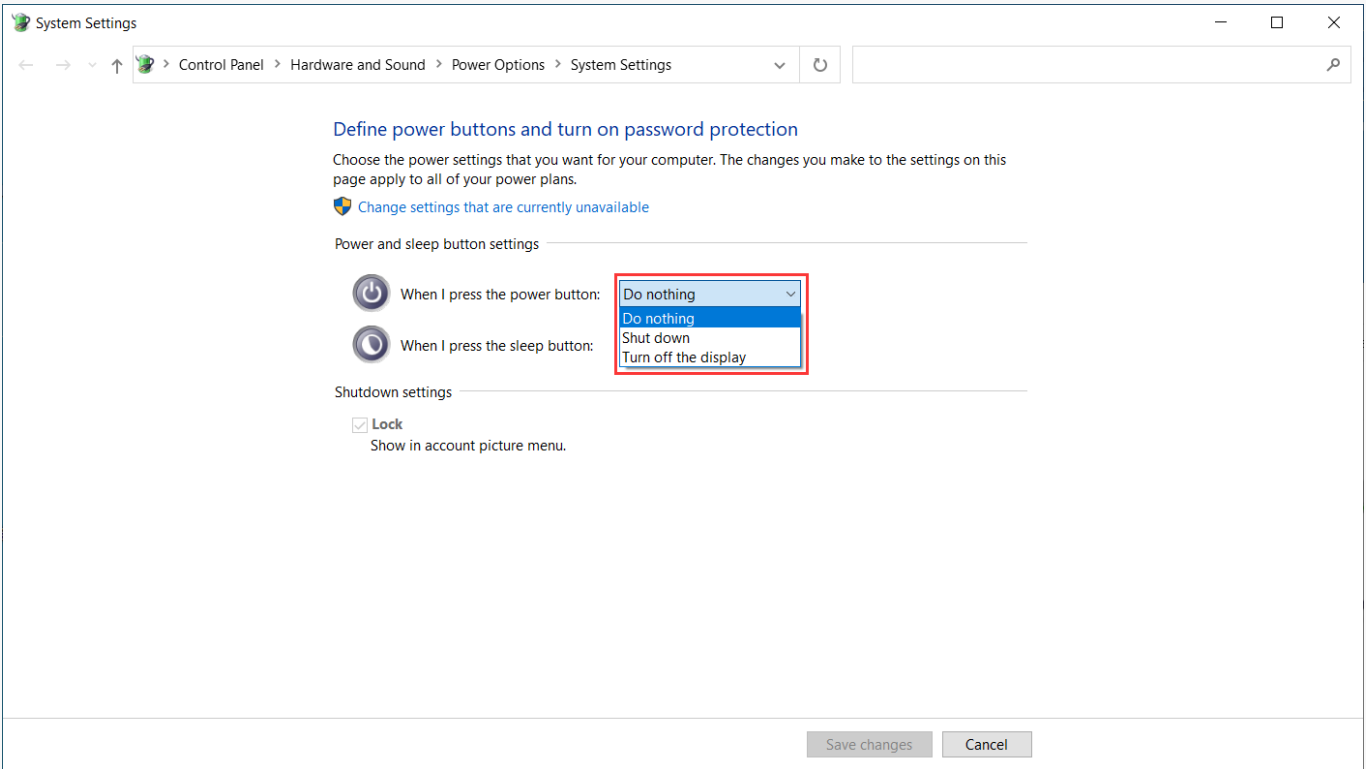 System Settings
Control Panel > Hardware and Sound > Power Options > System Settings
Define power buttons and turn on password protection
Choose the power settings that you want for your computer. The changes you make to the settings on this
page apply to all of your power plans.
Change settings that are currently unavailable
Power and sleep button settings
When I press the power button: Do nothing
Do nothing
Shut down
When I press the sleep button:
Turn off the display
Shutdown settings
Lock
Show in account picture menu.
Save changes Cancel